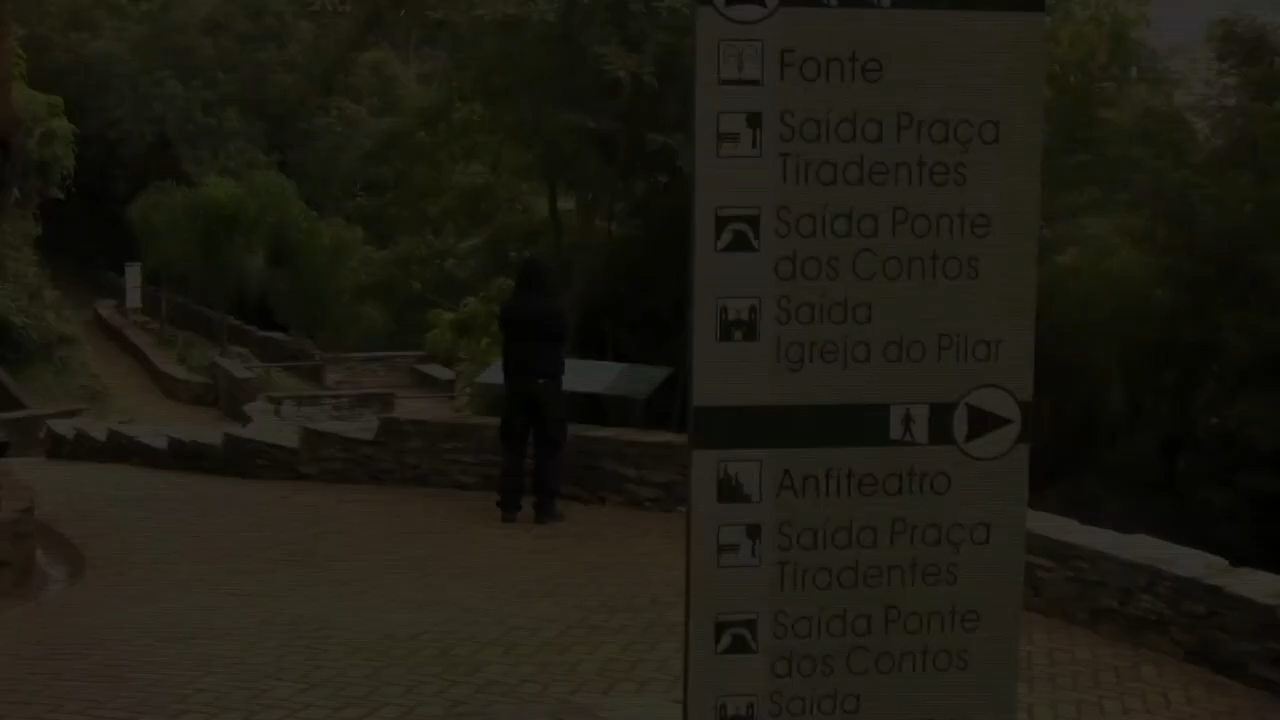 Fonte
Saída Praça
Tiradentes
Saída Ponte
dos Contos
Saída
Igreja do Pilar
Anfiteatro
Saída Praça
Tiradentes
Saída Ponte
dos Contos
Saída